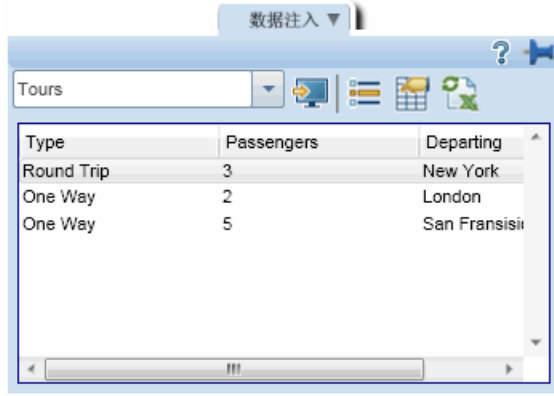 数据注入 ▼
Tours
Type Passengers Departing
Round Trip 3 New York
One Way 2 London
One Way 5 San Fransisi